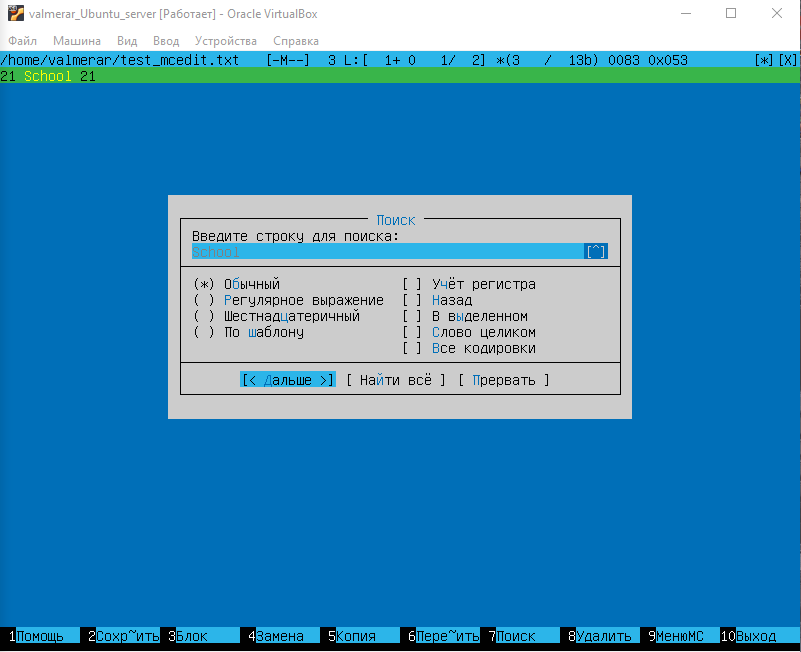 valmerar_Ubuntu_server [Работает] - Oracle VirtualBox
Файл Машина Вид Ввод Устройства Справка
/home/valmerar/test_mcedit.txt [-M--] 3 L:[ 1+ 0 1/ 2] *(3 / 13b) 0083 0x053 [*][X]
21 School 21
Поиск
Введите строку для поиска:
School [^]
(*) Обычный [ ] Учёт регистра
( ) Регулярное выражение [ ] Назад
( ) Шестнадцатеричный [ ] В выделенном
( ) По шаблону [ ] Слово целиком
[ ] Все кодировки
[< Дальше >] [ Найти всё ] [ Прервать ]
1Помощь 2Сохр~ить 3Блок 4Замена 5Копия 6Пере~ить 7Поиск 8Удалить 9МенюMC 10Выход